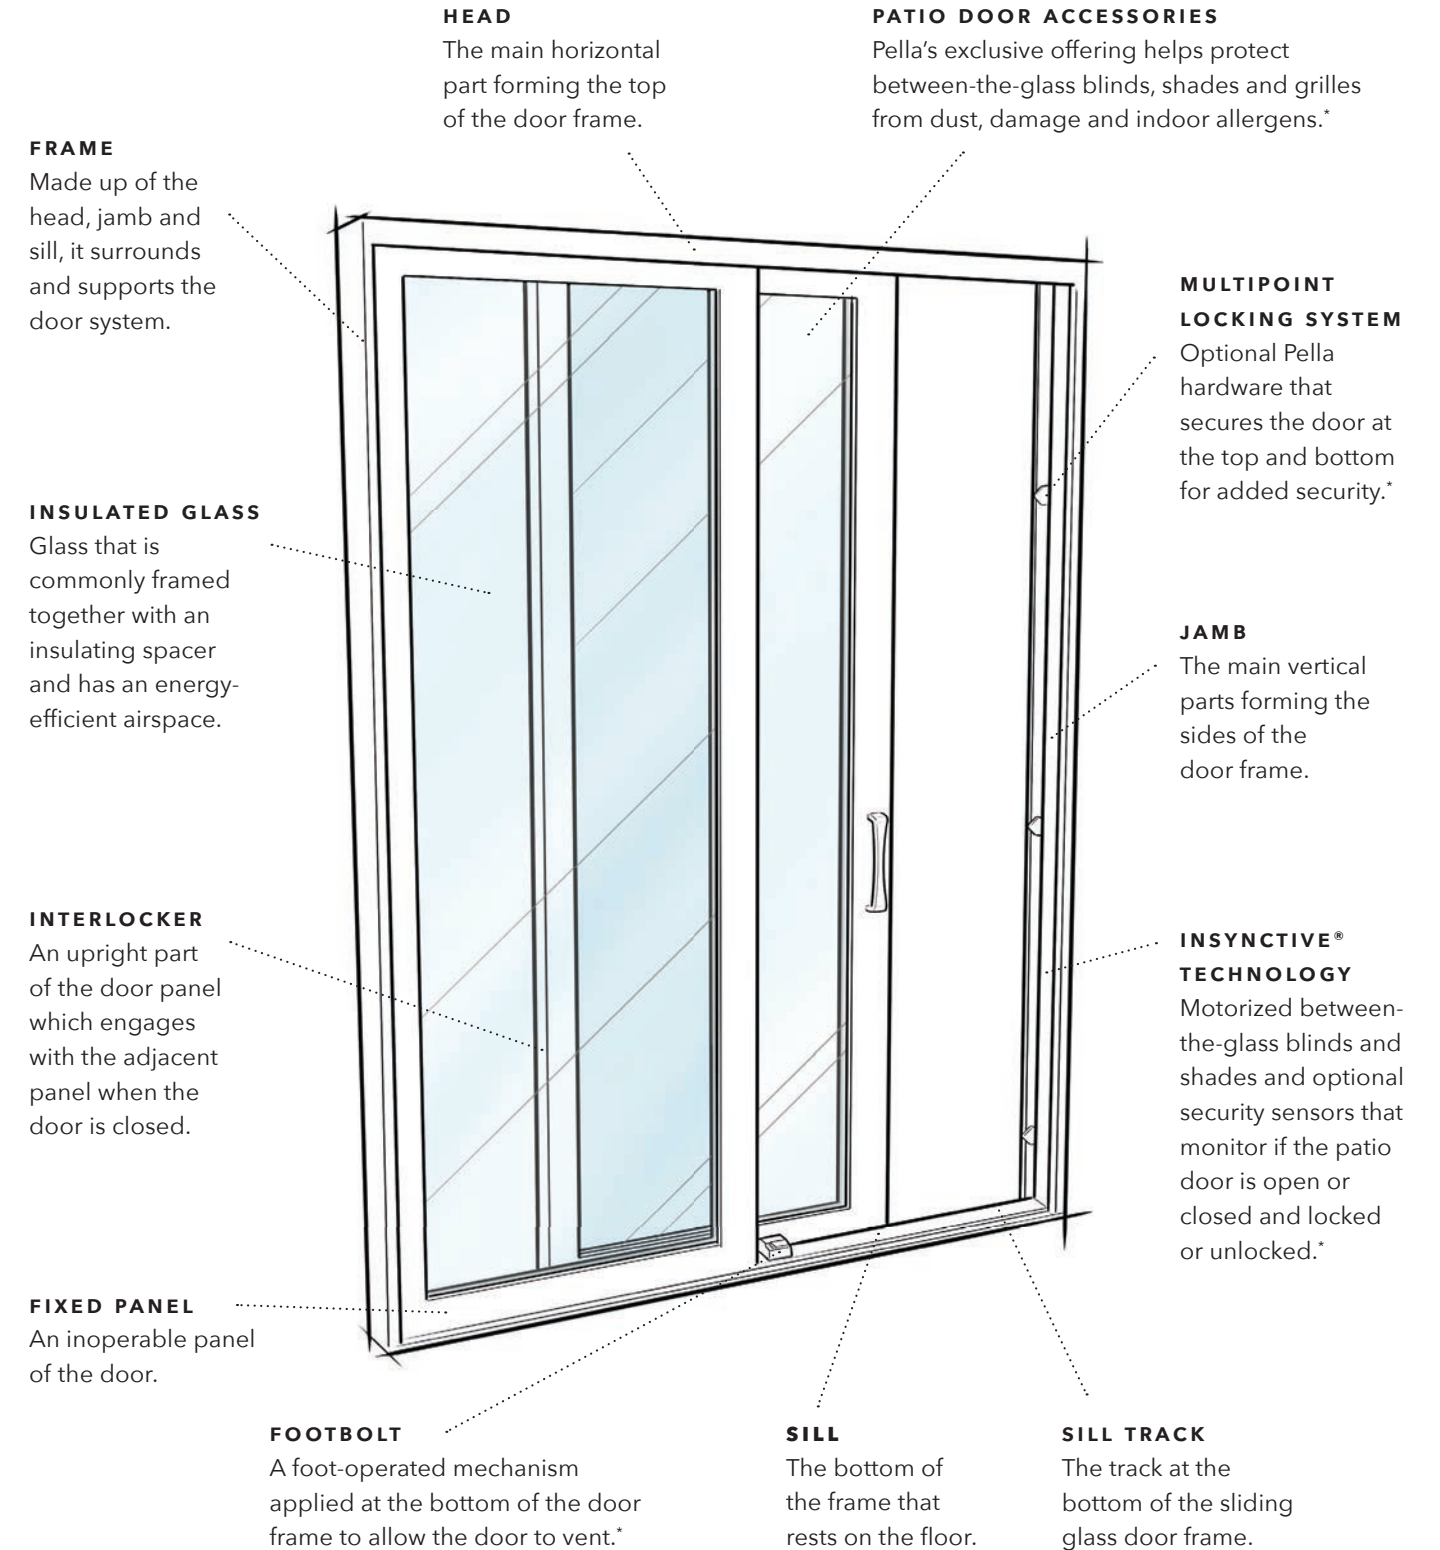 HEAD
The main horizontal
part forming the top
of the door frame.
PATIO DOOR ACCESSORIES
Pella’s exclusive offering helps protect
between-the-glass blinds, shades and grilles
from dust, damage and indoor allergens.*
FRAME
Made up of the
head, jamb and
sill, it surrounds
and supports the
door system.
MULTIPOINT
LOCKING SYSTEM
Optional Pella
hardware that
secures the door at
the top and bottom
for added security.*
INSULATED GLASS
Glass that is
commonly framed
together with an
insulating spacer
and has an energy-
efficient airspace.
JAMB
The main vertical
parts forming the
sides of the
door frame.
INTERLOCKER
An upright part
of the door panel
which engages
with the adjacent
panel when the
door is closed.
INSYNCTIVE®
TECHNOLOGY
Motorized between-
the-glass blinds and
shades and optional
security sensors that
monitor if the patio
door is open or
closed and locked
or unlocked.*
FIXED PANEL
An inoperable panel
of the door.
FOOTBOLT
A foot-operated mechanism
applied at the bottom of the door
frame to allow the door to vent.*
SILL
The bottom of
the frame that
rests on the floor.
SILL TRACK
The track at the
bottom of the sliding
glass door frame.